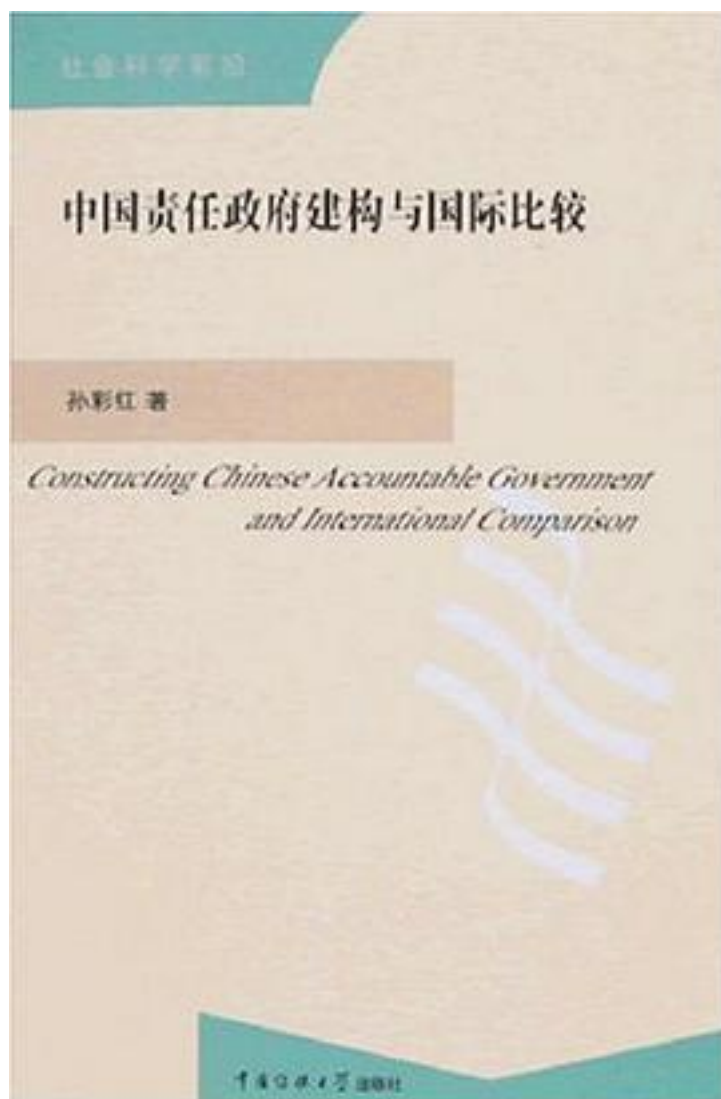 社会科学前沿
中国责任政府建构与国际比较
孙彩红 著
Constructing Chinese Accountable Government
and International Comparison
中国传媒大学出版社